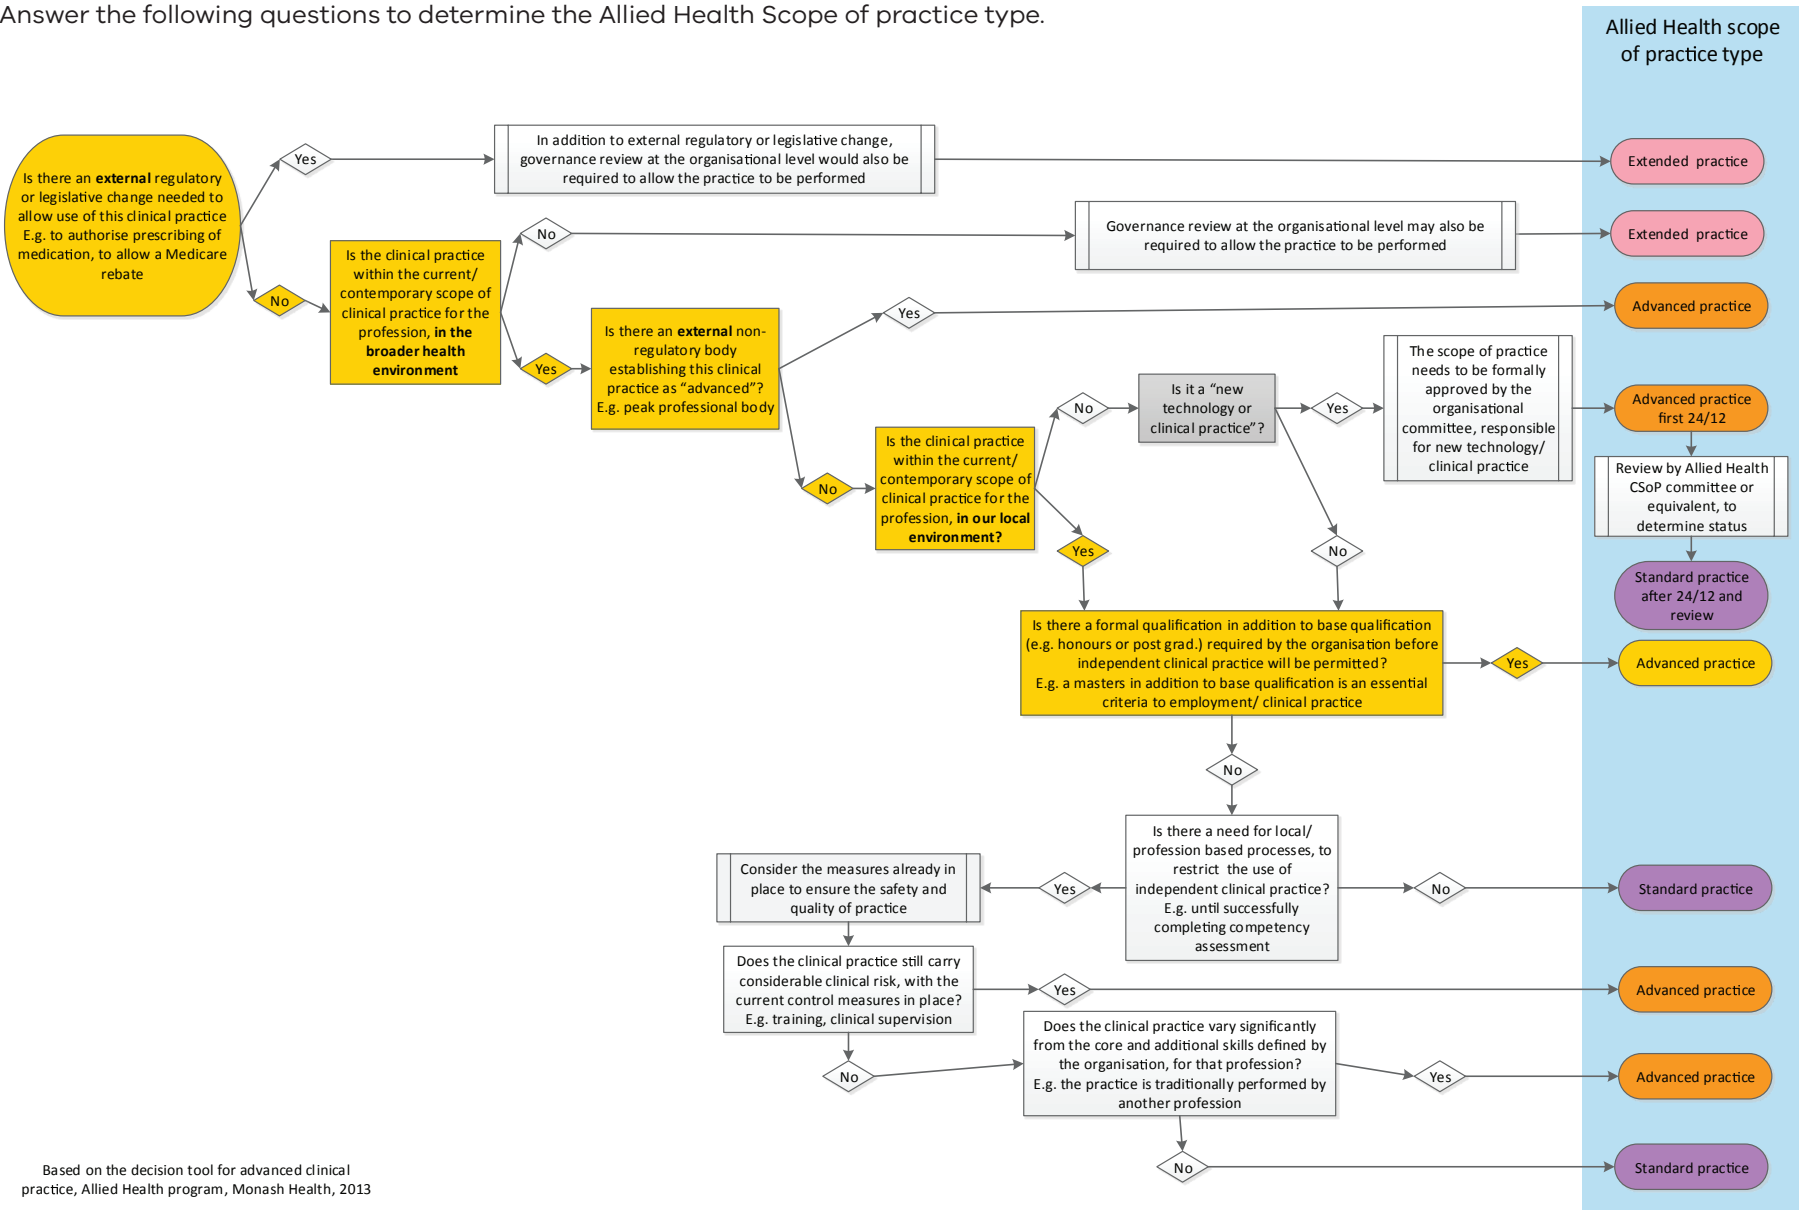 Answer the following questions to determine the Allied Health Scope of practice type.
Allied Health scope
of practice type
Is there an external regulatory
or legislative change needed to
allow use of this clinical practice
E.g. to authorise prescribing of
medication, to allow a Medicare
rebate
Yes
In addition to external regulatory or legislative change,
governance review at the organisational level would also be
required to allow the practice to be performed
Extended practice
No
Is the clinical practice
within the current/
contemporary scope of
clinical practice for the
profession, in the
broader health
environment
No
Governance review at the organisational level may also be
required to allow the practice to be performed
Extended practice
Yes
Is there an external non-
regulatory body
establishing this clinical
practice as “advanced”?
E.g. peak professional body
Yes
Advanced practice
No
Is the clinical practice
within the current/
contemporary scope of
clinical practice for the
profession, in our local
environment?
No
Is it a “new
technology or
clinical practice”?
Yes
The scope of practice
needs to be formally
approved by the
organisational
committee, responsible
for new technology/
clinical practice
Advanced practice
first 24/12
Review by Allied Health
CSoP committee or
equivalent, to
determine status
Standard practice
after 24/12 and
review
Yes
No
Is there a formal qualification in addition to base qualification
(e.g. honours or post grad.) required by the organisation before
independent clinical practice will be permitted?
E.g. a masters in addition to base qualification is an essential
criteria to employment/ clinical practice
Yes
Advanced practice
No
Is there a need for local/
profession based processes, to
restrict the use of
independent clinical practice?
E.g. until successfully
completing competency
assessment
No
Standard practice
Yes
Consider the measures already in
place to ensure the safety and
quality of practice
Does the clinical practice still carry
considerable clinical risk, with the
current control measures in place?
E.g. training, clinical supervision
Yes
Advanced practice
No
Does the clinical practice vary significantly
from the core and additional skills defined by
the organisation, for that profession?
E.g. the practice is traditionally performed by
another profession
Yes
Advanced practice
No
Standard practice
Based on the decision tool for advanced clinical
practice, Allied Health program, Monash Health, 2013